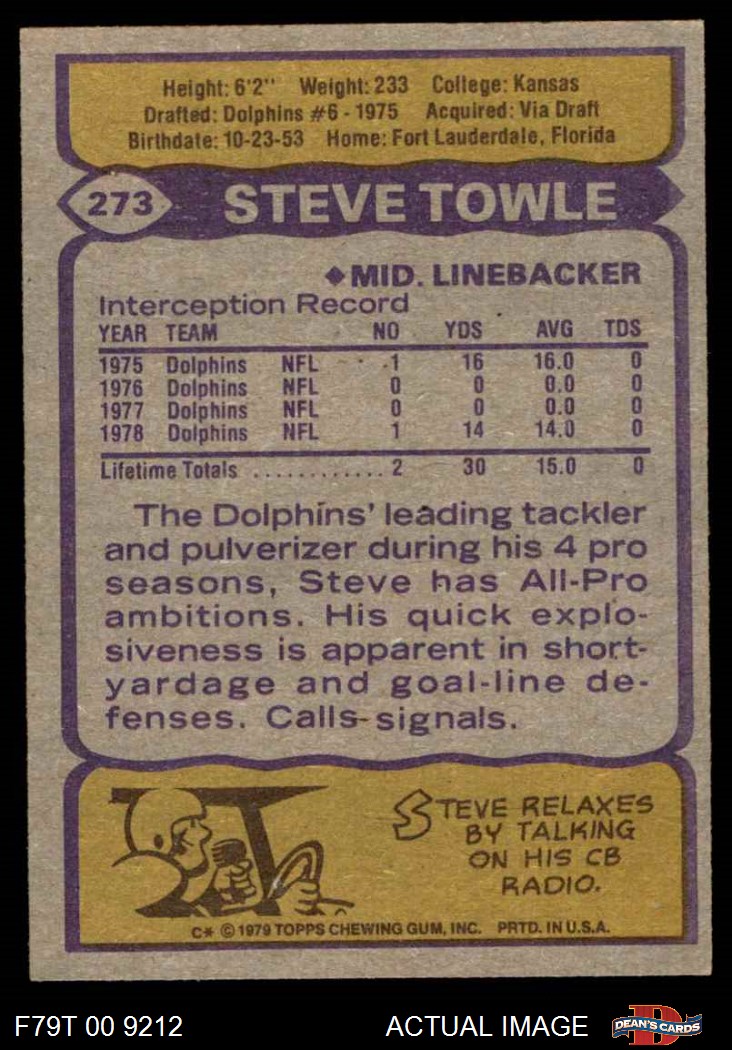 Height: 6'2" Weight: 233 College: Kansas
Drafted: Dolphins #6 - 1975 Acquired: Via Draft
Birthdate: 10-23-53 Home: Fort Lauderdale, Florida
273 STEVE TOWLE
◆MID. LINEBACKER
Interception Record
YEAR TEAM NO YDS AVG TDS
1975 Dolphins NFL 1 16 16.0 0
1976 Dolphins NFL 0 0 0.0 0
1977 Dolphins NFL 0 0 0.0 0
1978 Dolphins NFL 1 14 14.0 0
Lifetime Totals ............ 2 30 15.0 0
The Dolphins' leading tackler
and pulverizer during his 4 pro
seasons, Steve has All-Pro
ambitions. His quick explo-
siveness is apparent in short-
yardage and goal-line de-
fenses. Calls signals.
STEVE RELAXES
BY TALKING
ON HIS CB
RADIO.
C* © 1979 TOPPS CHEWING GUM, INC. PRTD. IN U.S.A.
F79T 00 9212 ACTUAL IMAGE DEAN'S CARDS